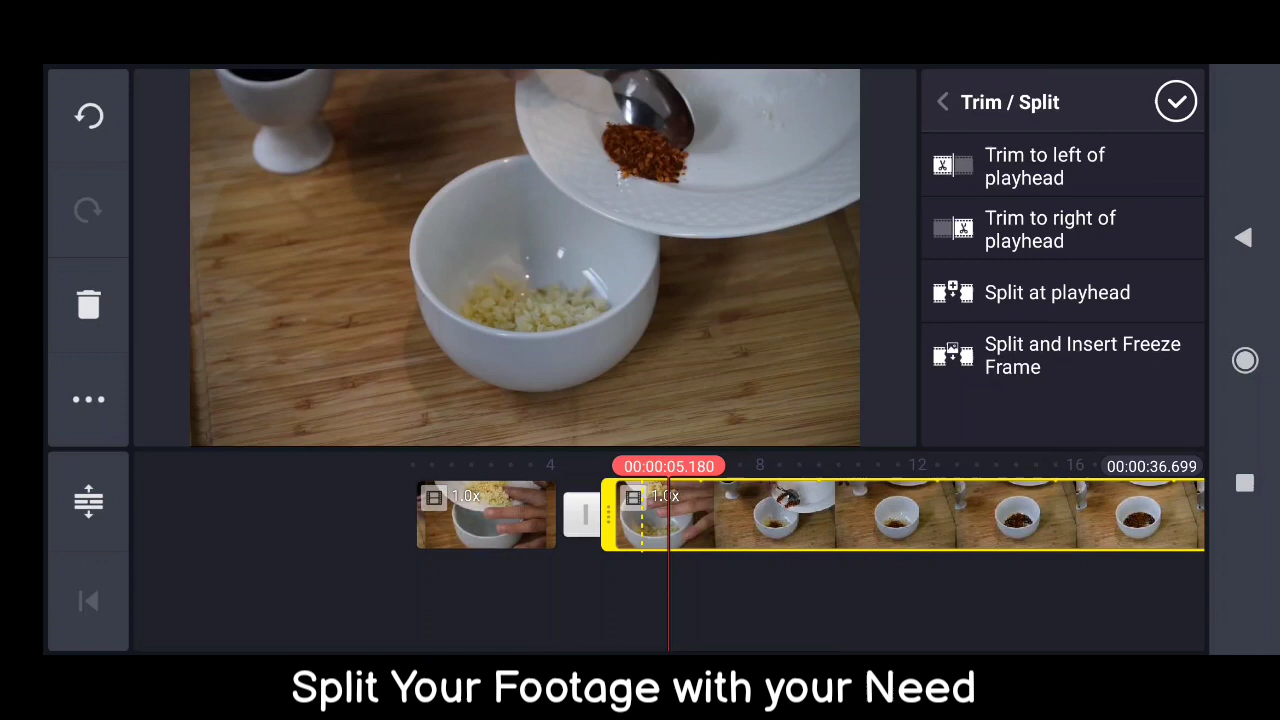 Trim / Split
Trim to left of
playhead
Trim to right of
playhead
Split at playhead
Split and Insert Freeze
Frame
4
00:00:05.180
8
12
16
00:00:36.699
1.0x
1.0x
Split Your Footage with your Need